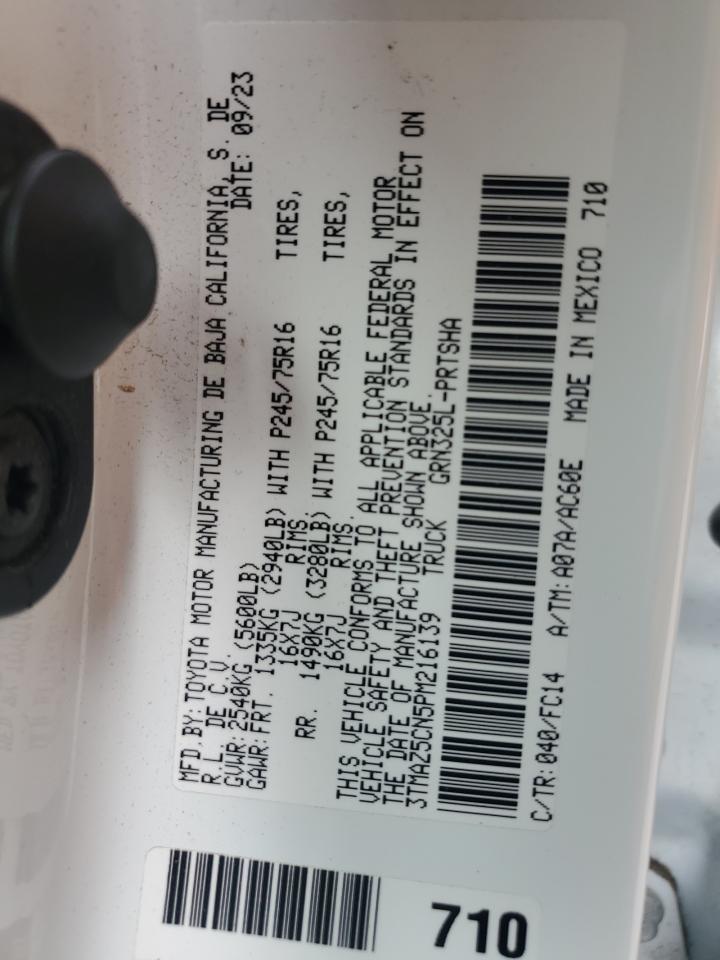 MFD.BY: TOYOTA MOTOR MANUFACTURING DE BAJA CALIFORNIA, S. DE
R.L. DE C.V. DATE: 09/23
GVWR: 2540KG (5600LB)
GAWR: FRT. 1335KG (2940LB) WITH P245/75R16 TIRES,
16X7J RIMS.
RR. 1490KG (3280LB) WITH P245/75R16 TIRES,
16X7J RIMS.
THIS VEHICLE CONFORMS TO ALL APPLICABLE FEDERAL MOTOR
VEHICLE SAFETY AND THEFT PREVENTION STANDARDS IN EFFECT ON
THE DATE OF MANUFACTURE SHOWN ABOVE.
3TMAZ5CN5PM216139 TRUCK GRN325L-PRTSHA
C/TR: 040/FC14 A/TM: A07A/AC60E MADE IN MEXICO 710
710